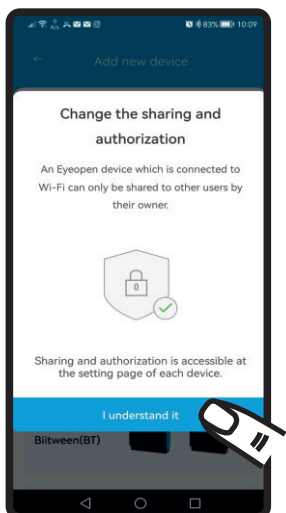 83% 10:09
Add new device
Change the sharing and
authorization
An Eyeopen device which is connected to
Wi-Fi can only be shared to other users by
their owner.
Sharing and authorization is accessible at
the setting page of each device.
I understand it
Biitween(BT)